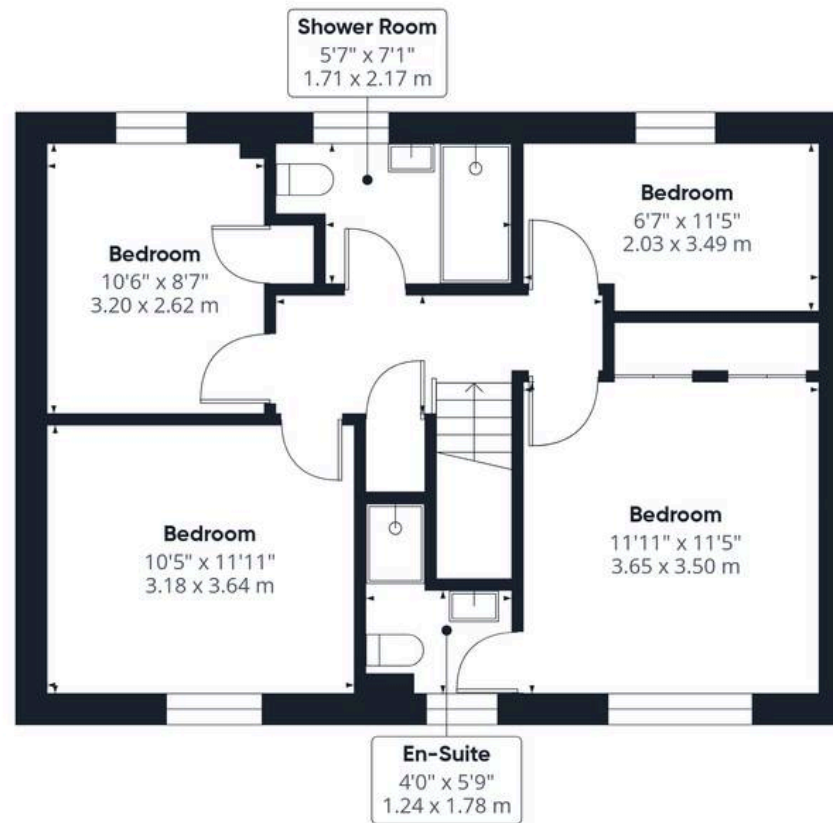 Shower Room
5'7" x 7'1"
1.71 x 2.17 m
Bedroom
6'7" x 11'5"
2.03 x 3.49 m
Bedroom
10'6" x 8'7"
3.20 x 2.62 m
Bedroom
10'5" x 11'11"
3.18 x 3.64 m
Bedroom
11'11" x 11'5"
3.65 x 3.50 m
En-Suite
4'0" x 5'9"
1.24 x 1.78 m